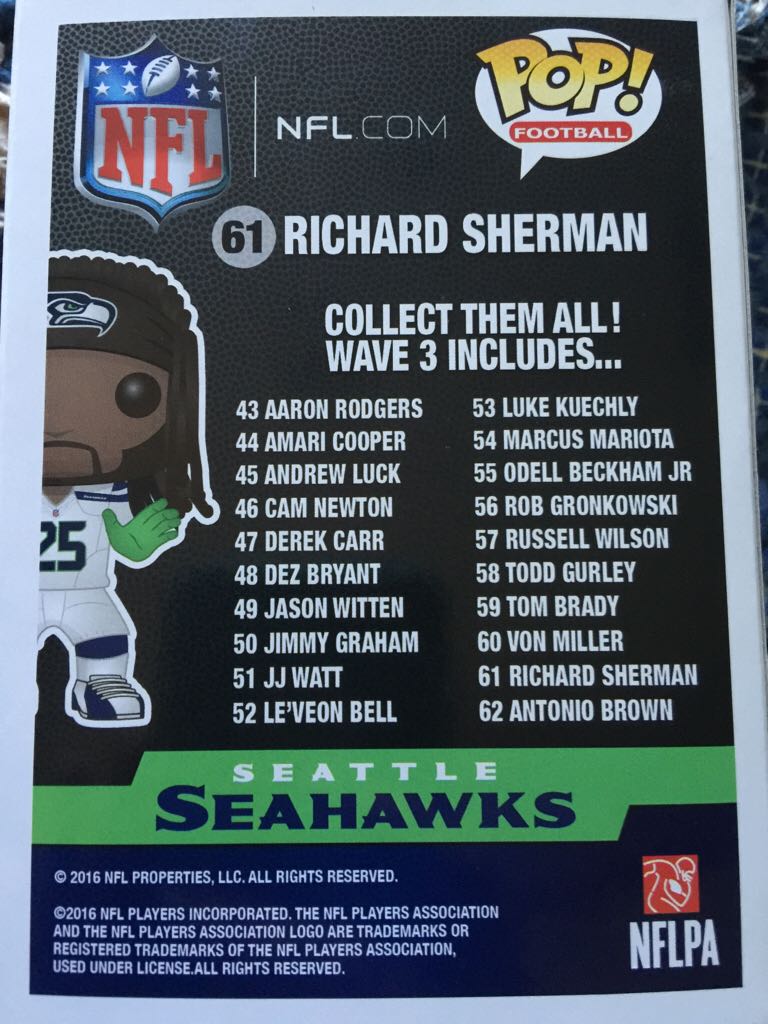 NFL
NFL.COM
POP!
FOOTBALL
61 RICHARD SHERMAN
COLLECT THEM ALL!
WAVE 3 INCLUDES...
43 AARON RODGERS
44 AMARI COOPER
45 ANDREW LUCK
46 CAM NEWTON
47 DEREK CARR
48 DEZ BRYANT
49 JASON WITTEN
50 JIMMY GRAHAM
51 JJ WATT
52 LE'VEON BELL
53 LUKE KUECHLY
54 MARCUS MARIOTA
55 ODELL BECKHAM JR
56 ROB GRONKOWSKI
57 RUSSELL WILSON
58 TODD GURLEY
59 TOM BRADY
60 VON MILLER
61 RICHARD SHERMAN
62 ANTONIO BROWN
25
SEATTLE
SEAHAWKS
© 2016 NFL PROPERTIES, LLC. ALL RIGHTS RESERVED.
©2016 NFL PLAYERS INCORPORATED. THE NFL PLAYERS ASSOCIATION
AND THE NFL PLAYERS ASSOCIATION LOGO ARE TRADEMARKS OR
REGISTERED TRADEMARKS OF THE NFL PLAYERS ASSOCIATION,
USED UNDER LICENSE.ALL RIGHTS RESERVED.
NFLPA